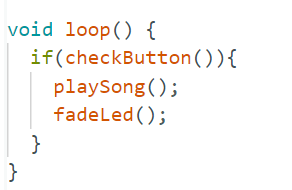 void loop() {
  if(checkButton()){
    playSong();
    fadeLed();
  }
}